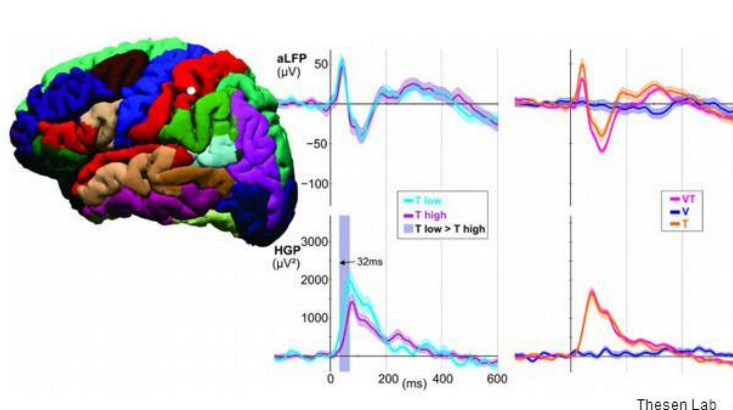 aLFP
(µV)
50
0
−50
−100
T low
T high
T low > T high
VT
V
T
HGP
(µV²)
3000
2000
1000
0
32ms
0
200
(ms)
400
600
Thesen Lab